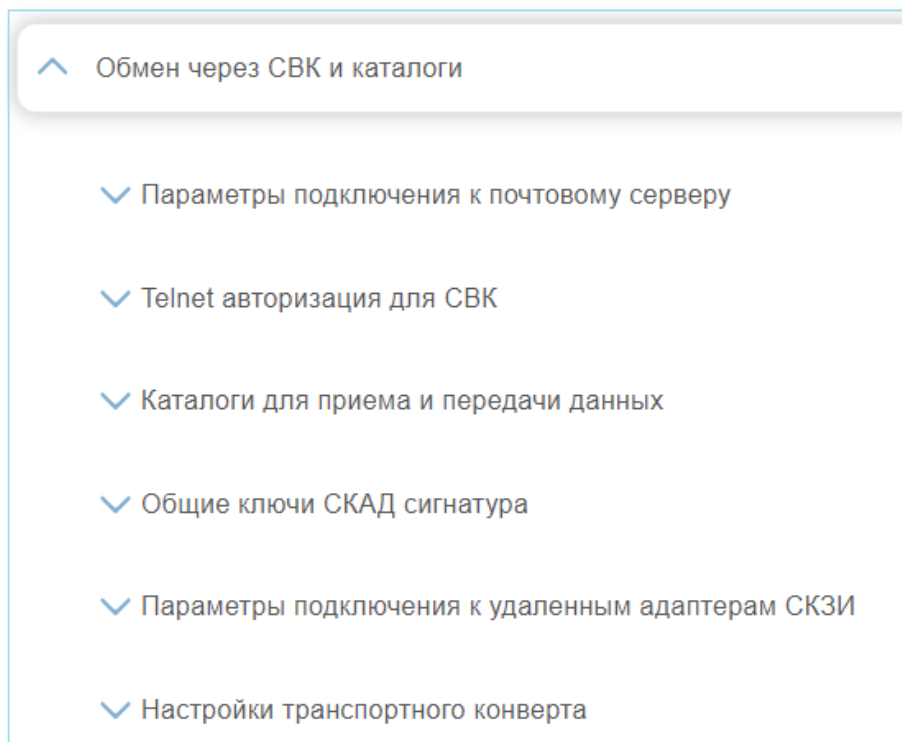 Обмен через СВК и каталоги
Параметры подключения к почтовому серверу
Telnet авторизация для СВК
Каталоги для приема и передачи данных
Общие ключи СКАД сигнатура
Параметры подключения к удаленным адаптерам СКЗИ
Настройки транспортного конверта